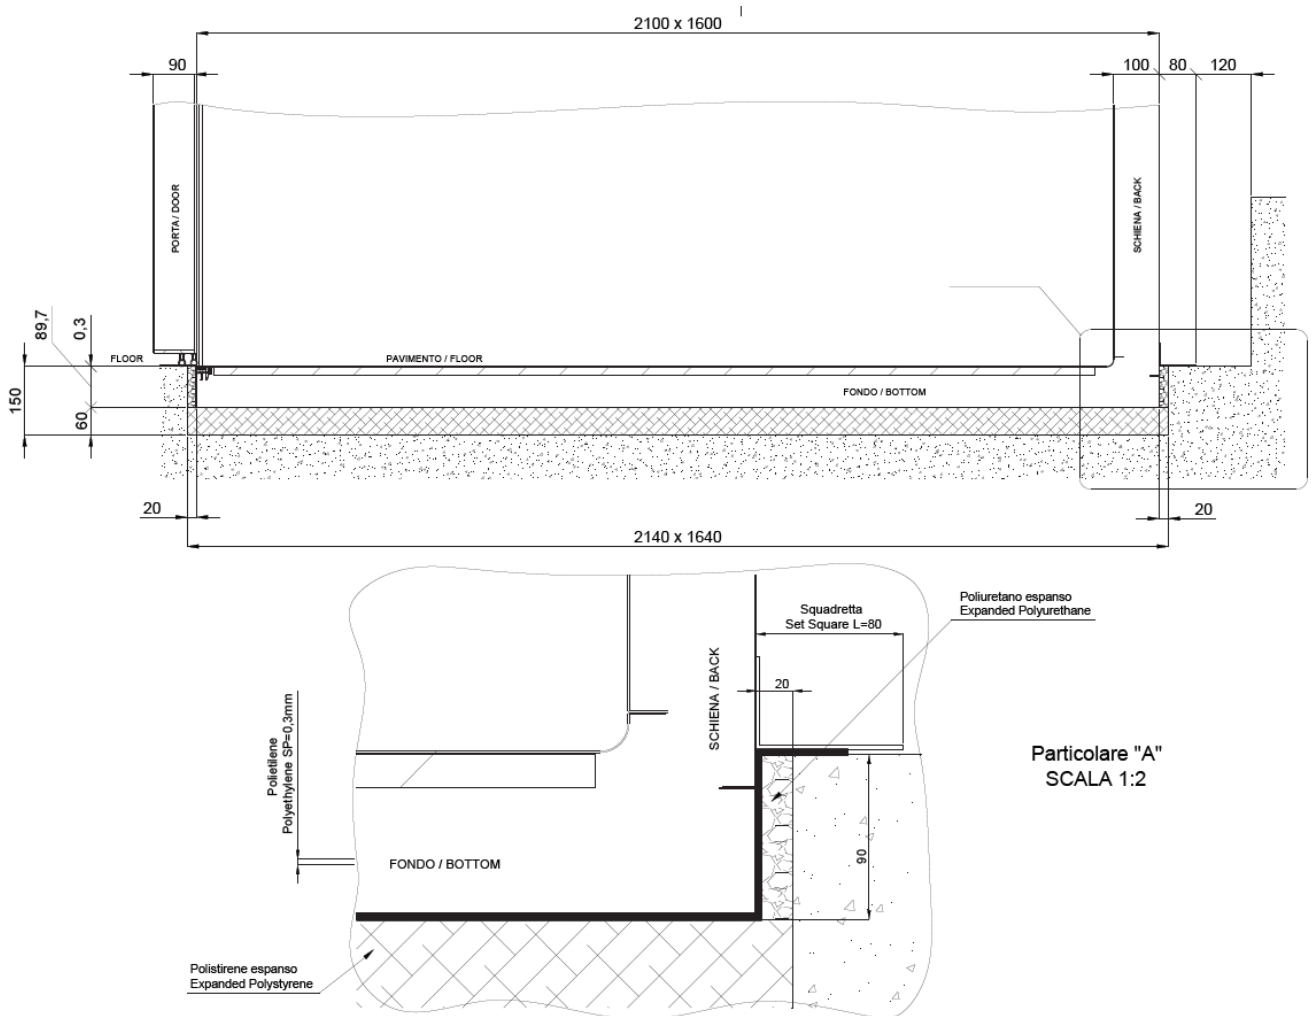 2100 x 1600
90
100
80
120
PORTA / DOOR
SCHIENA / BACK
89,7
0,3
FLOOR
PAVIMENTO / FLOOR
150
60
FONDO / BOTTOM
20
20
2140 x 1640
Poliuretano espanso
Expanded Polyurethane
Squadretta
Set Square L=80
SCHIENA / BACK
20
Polietilene
Polyethylene SP=0,3mm
Particolare "A"
SCALA 1:2
FONDO / BOTTOM
90
Polistirene espanso
Expanded Polystyrene